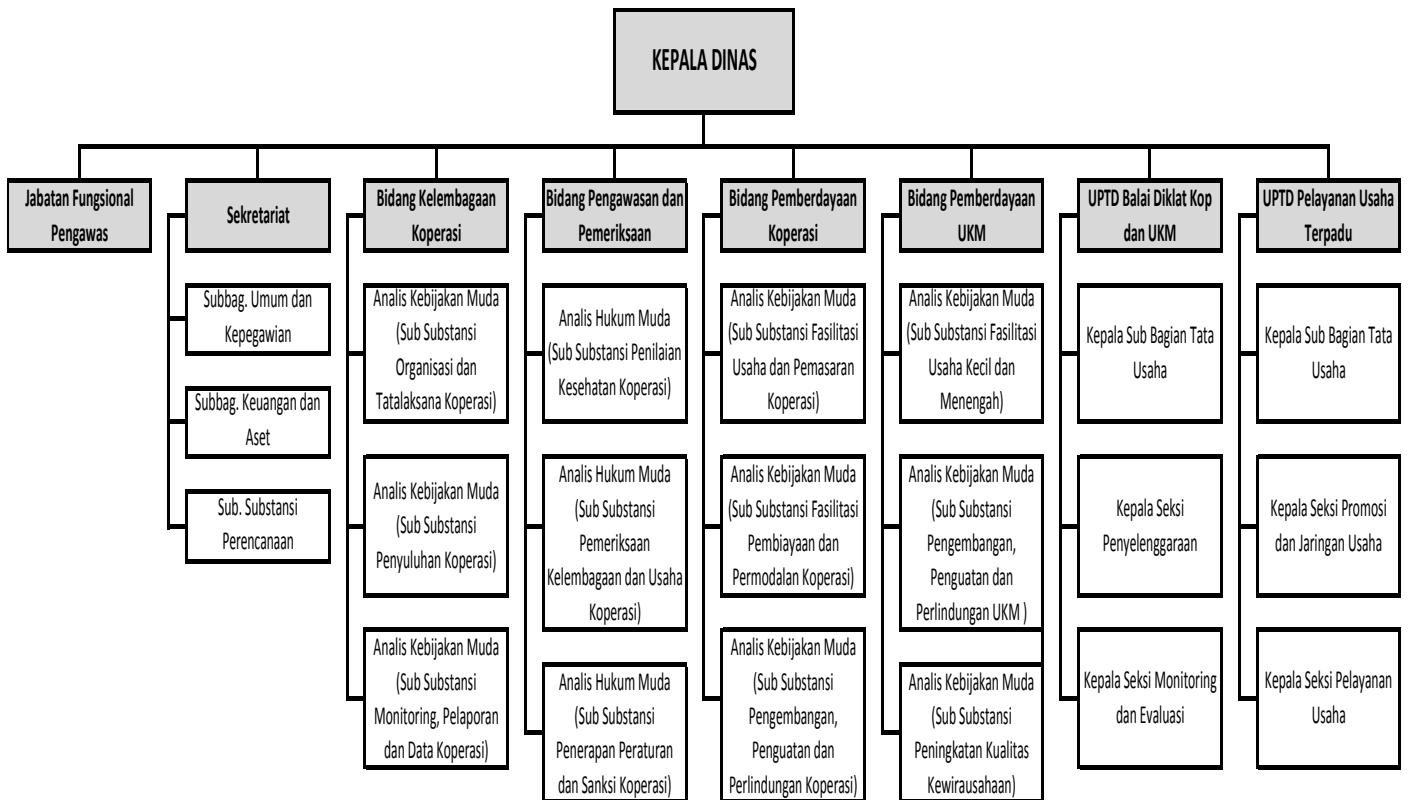 KEPALA DINAS
Jabatan Fungsional
Pengawas
Sekretariat
Subbag. Umum dan
Kepegawian
Subbag. Keuangan dan
Aset
Sub. Substansi
Perencanaan
Bidang Kelembagaan
Koperasi
Analis Kebijakan Muda
(Sub Substansi
Organisasi dan
Tatalaksana Koperasi)
Analis Kebijakan Muda
(Sub Substansi
Penyuluhan Koperasi)
Analis Kebijakan Muda
(Sub Substansi
Monitoring, Pelaporan
dan Data Koperasi)
Bidang Pengawasan dan
Pemeriksaan
Analis Hukum Muda
(Sub Substansi Penilaian
Kesehatan Koperasi)
Analis Hukum Muda
(Sub Substansi
Pemeriksaan
Kelembagaan dan Usaha
Koperasi)
Analis Hukum Muda
(Sub Substansi
Penerapan Peraturan
dan Sanksi Koperasi)
Bidang Pemberdayaan
Koperasi
Analis Kebijakan Muda
(Sub Substansi Fasilitasi
Usaha dan Pemasaran
Koperasi)
Analis Kebijakan Muda
(Sub Substansi Fasilitasi
Pembiayaan dan
Permodalan Koperasi)
Analis Kebijakan Muda
(Sub Substansi
Pengembangan,
Penguatan dan
Perlindungan Koperasi)
Bidang Pemberdayaan
UKM
Analis Kebijakan Muda
(Sub Substansi Fasilitasi
Usaha Kecil dan
Menengah)
Analis Kebijakan Muda
(Sub Substansi
Pengembangan,
Penguatan dan
Perlindungan UKM )
Analis Kebijakan Muda
(Sub Substansi
Peningkatan Kualitas
Kewirausahaan)
UPTD Balai Diklat Kop
dan UKM
Kepala Sub Bagian Tata
Usaha
Kepala Seksi
Penyelenggaraan
Kepala Seksi Monitoring
dan Evaluasi
UPTD Pelayanan Usaha
Terpadu
Kepala Sub Bagian Tata
Usaha
Kepala Seksi Promosi
dan Jaringan Usaha
Kepala Seksi Pelayanan
Usaha